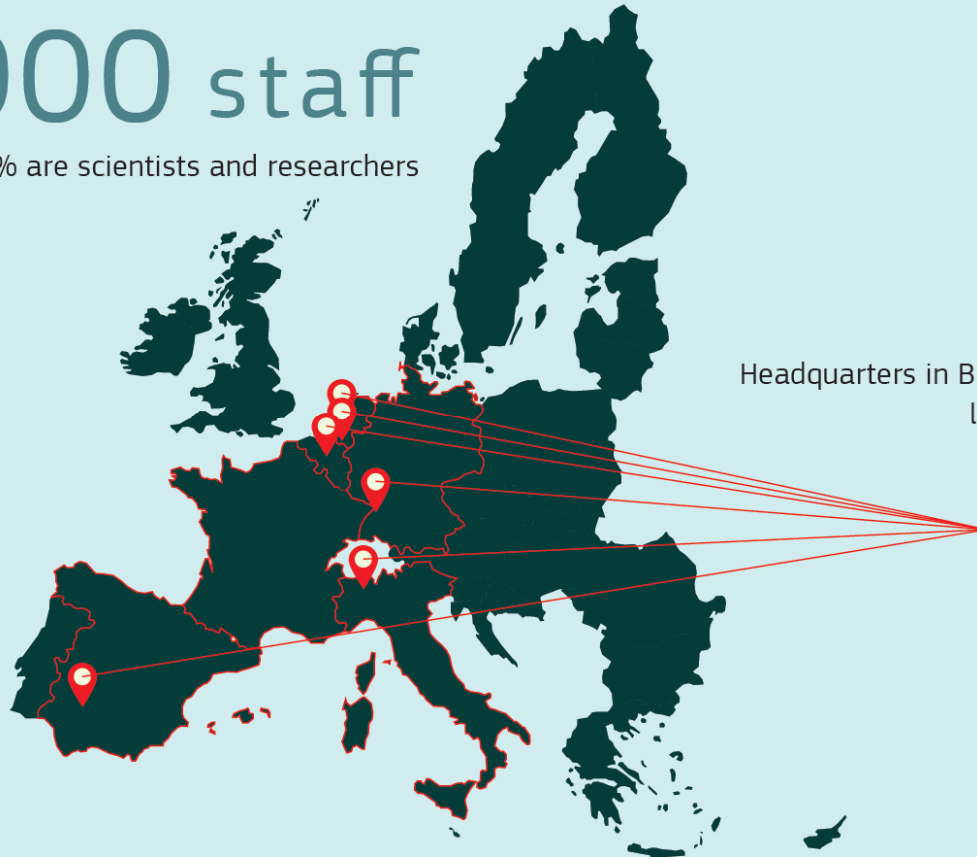 000 staff
% are scientists and researchers
Headquarters in B